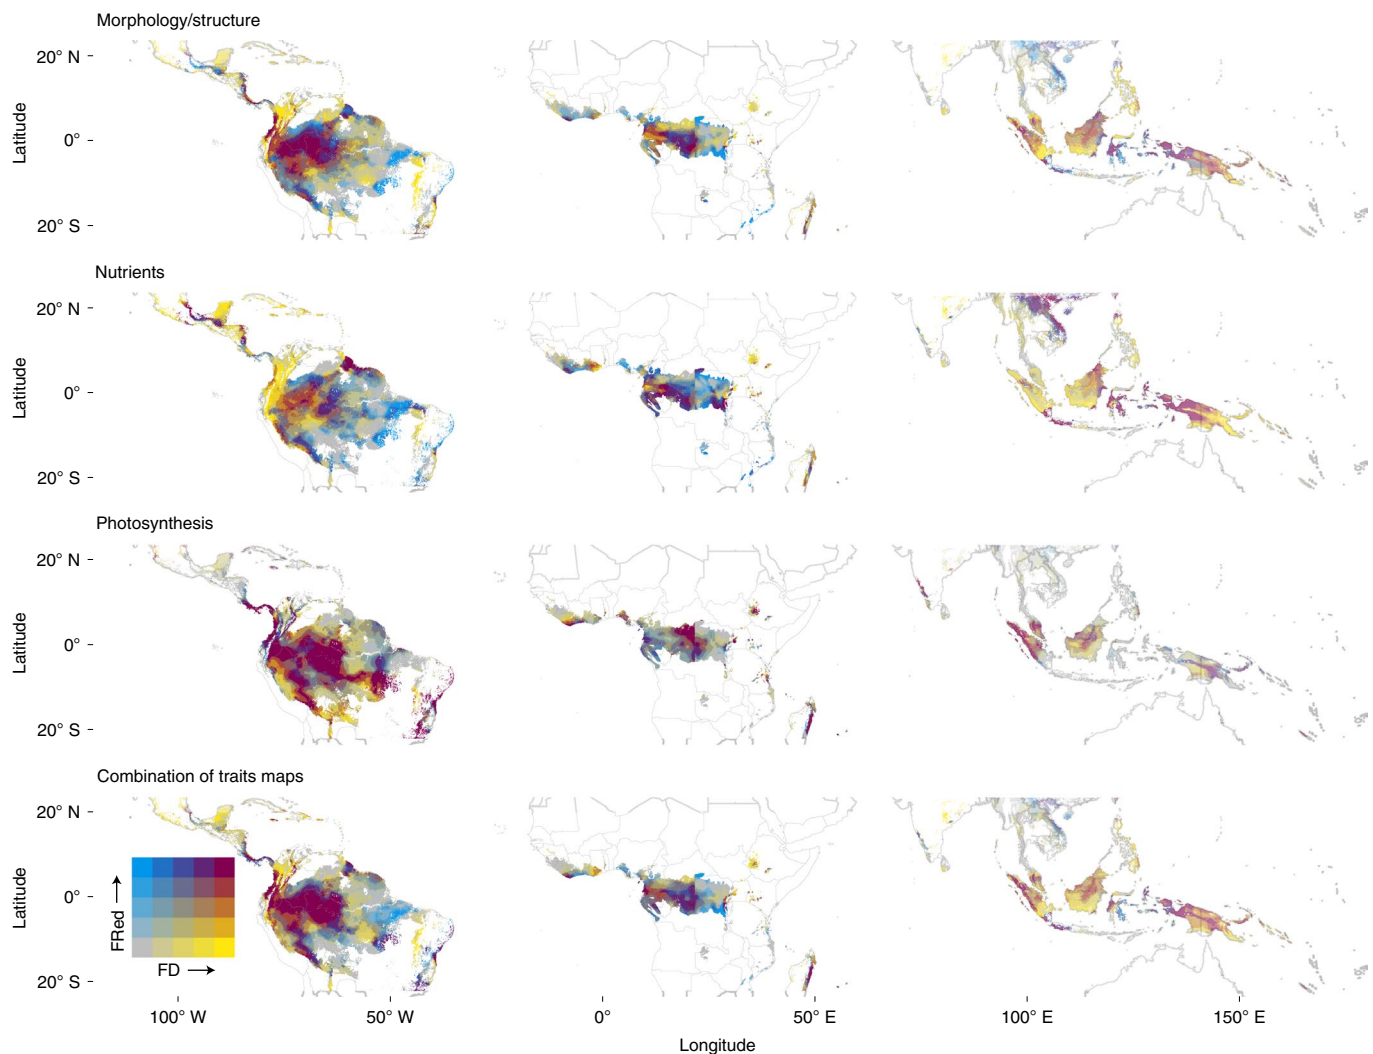 Morphology/structure
20° N
0°
20° S
Latitude
Nutrients
20° N
0°
20° S
Latitude
Photosynthesis
20° N
0°
20° S
Latitude
Combination of traits maps
20° N
0°
20° S
Latitude
FRed
FD
100° W
50° W
0°
50° E
100° E
150° E
Longitude